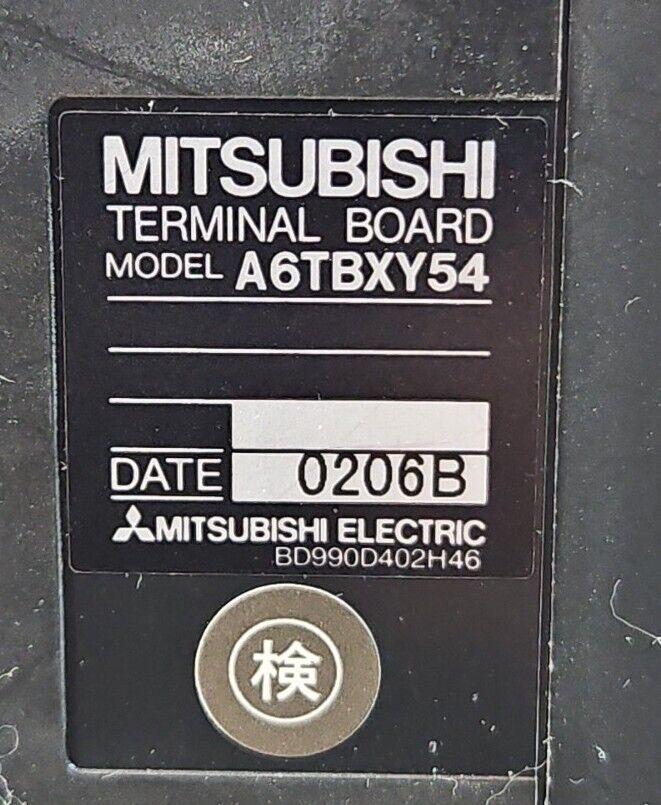 MITSUBISHI
TERMINAL BOARD
MODEL A6TBXY54
DATE 0206B
MITSUBISHI ELECTRIC
BD990D402H46
検